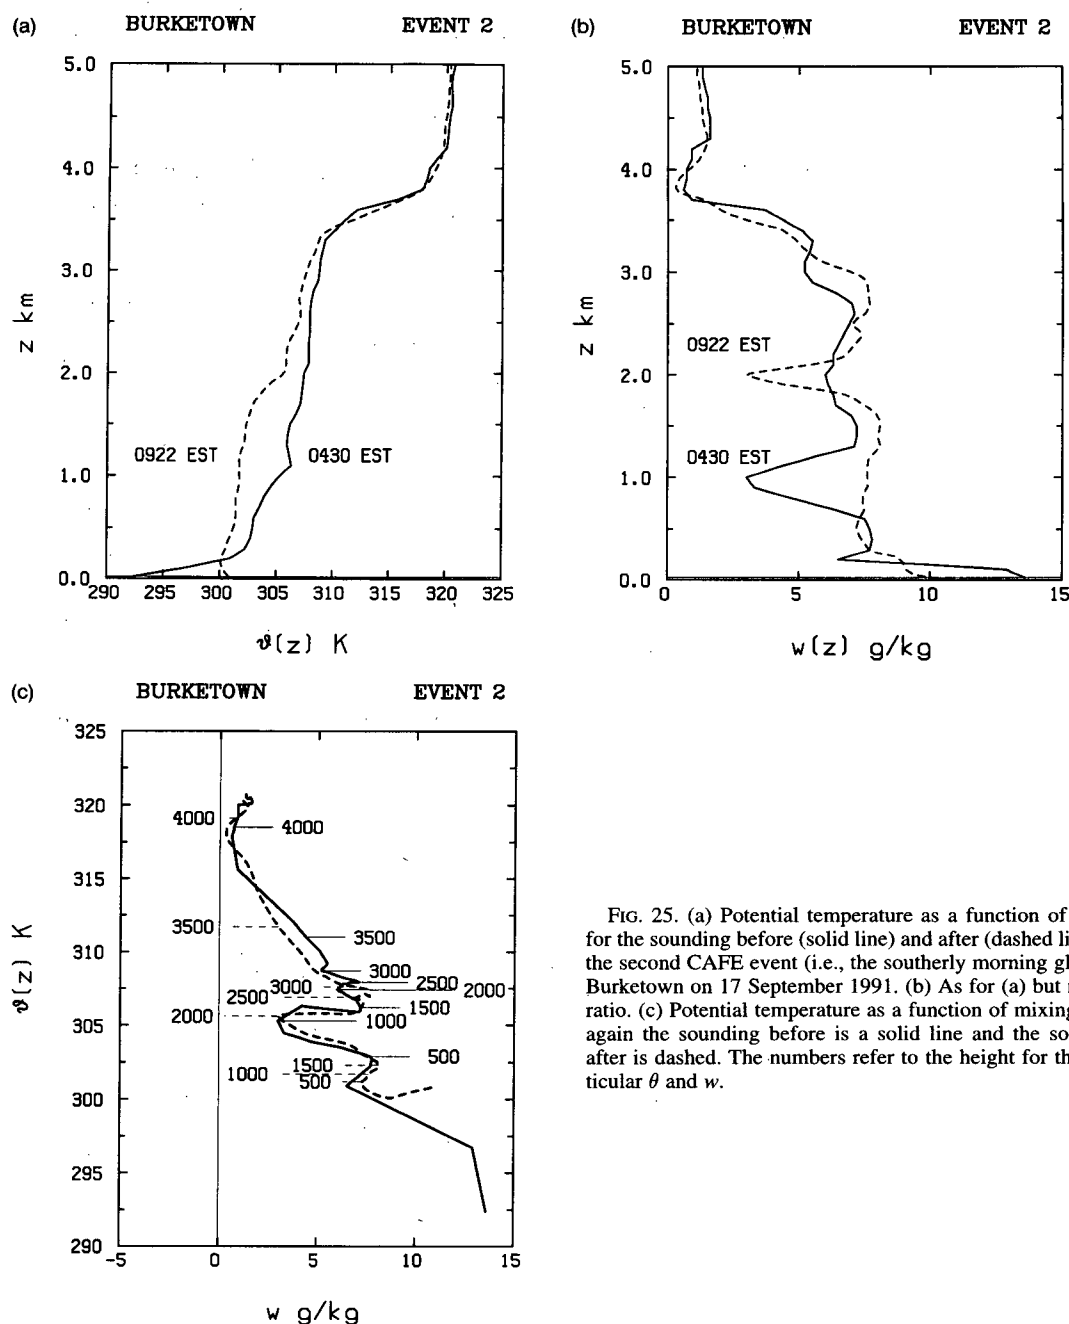 (a) BURKETOWN EVENT 2
5.0
4.0
3.0
2.0
1.0
0.0
z km
0922 EST
0430 EST
290 295 300 305 310 315 320 325
ϑ(z) K
(b) BURKETOWN EVENT 2
5.0
4.0
3.0
2.0
1.0
0.0
z km
0922 EST
0430 EST
0 5 10 15
w(z) g/kg
(c) BURKETOWN EVENT 2
325
320
315
310
305
300
295
290
ϑ(z) K
4000
4000
3500
3500
3000
3000 2500
2500 2000
1500
2000 1000
500
1500
1000
500
-5 0 5 10 15
w g/kg
FIG. 25. (a) Potential temperature as a function of
for the sounding before (solid line) and after (dashed li
the second CAFE event (i.e., the southerly morning gl
Burketown on 17 September 1991. (b) As for (a) but
ratio. (c) Potential temperature as a function of mixing
again the sounding before is a solid line and the so
after is dashed. The numbers refer to the height for th
ticular θ and w.